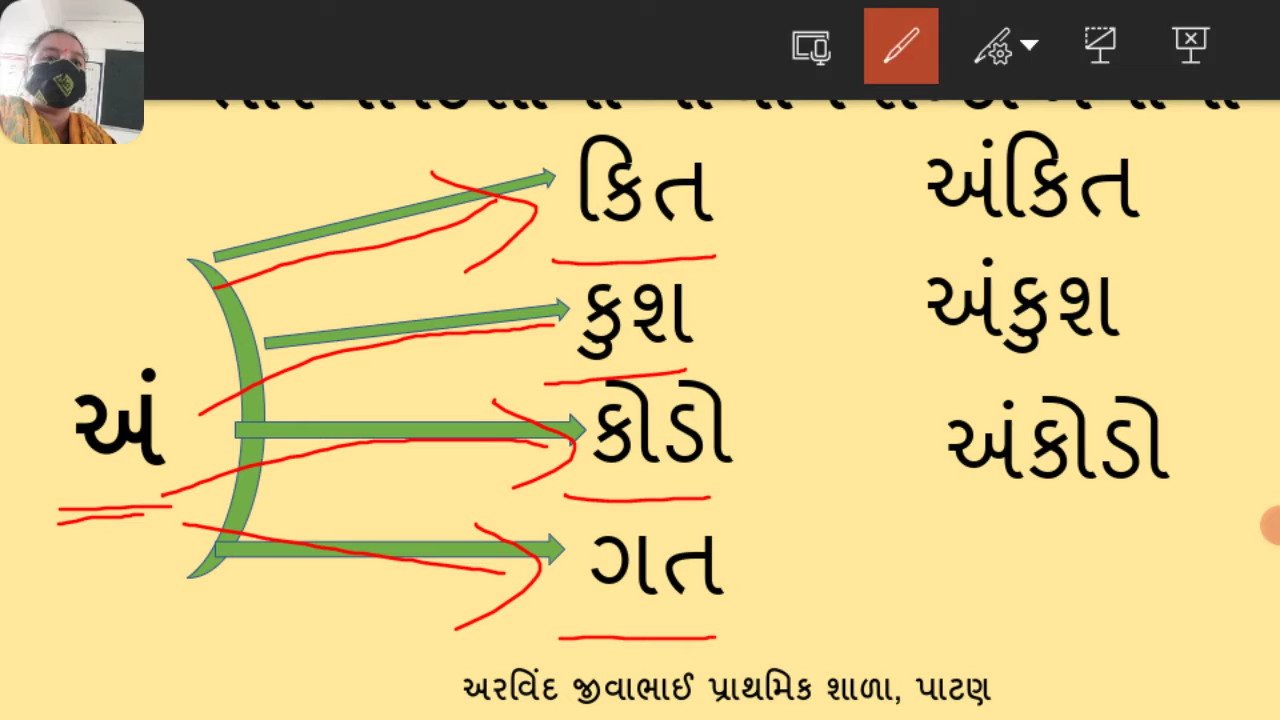 કિત અંકિત
કુશ અંકુશ
અં કોડો અંકોડો
ગત
અરવિંદ જીવાભાઈ પ્રાથમિક શાળા, પાટણ